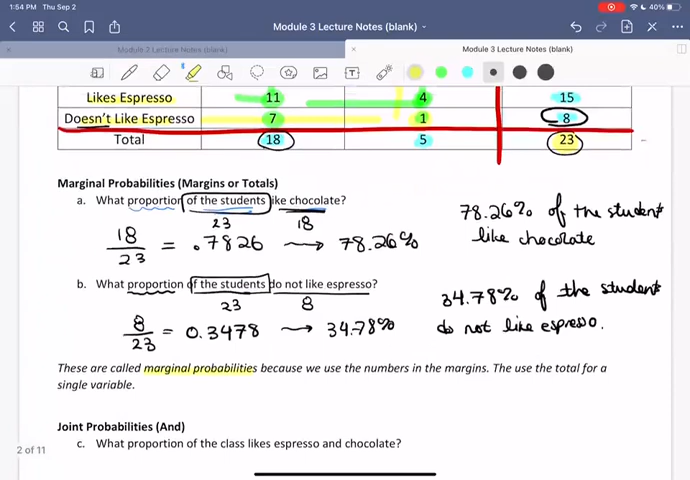 1:54 PM Thu Sep 2
40%
Module 3 Lecture Notes (blank)
Module 3 Lecture Notes (blank)
Module 3 Lecture Notes (blank)
Likes Espresso 11 4 15
Doesn't Like Espresso 7 1 8
Total 18 5 23
Marginal Probabilities (Margins or Totals)
a. What proportion of the students like chocolate?
23 18
18/23 = .7826 → 78.26%
78.26% of the students
like chocolate
b. What proportion of the students do not like espresso?
23 8
8/23 = 0.3478 → 34.78%
34.78% of the students
do not like espresso.
These are called marginal probabilities because we use the numbers in the margins. The use the total for a
single variable.
Joint Probabilities (And)
c. What proportion of the class likes espresso and chocolate?
2 of 11